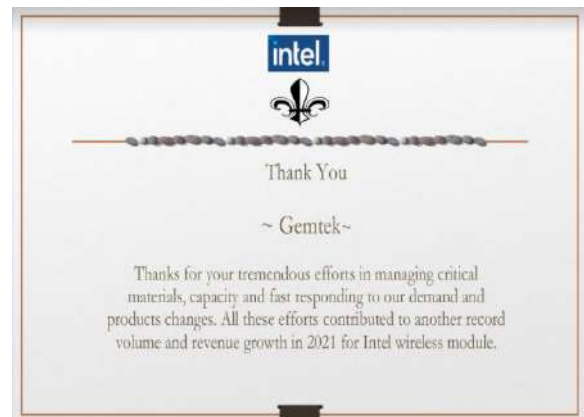 intel.
Thank You
~ Gemtek~
Thanks for your tremendous efforts in managing critical
materials, capacity and fast responding to our demand and
products changes. All these efforts contributed to another record
volume and revenue growth in 2021 for Intel wireless module.